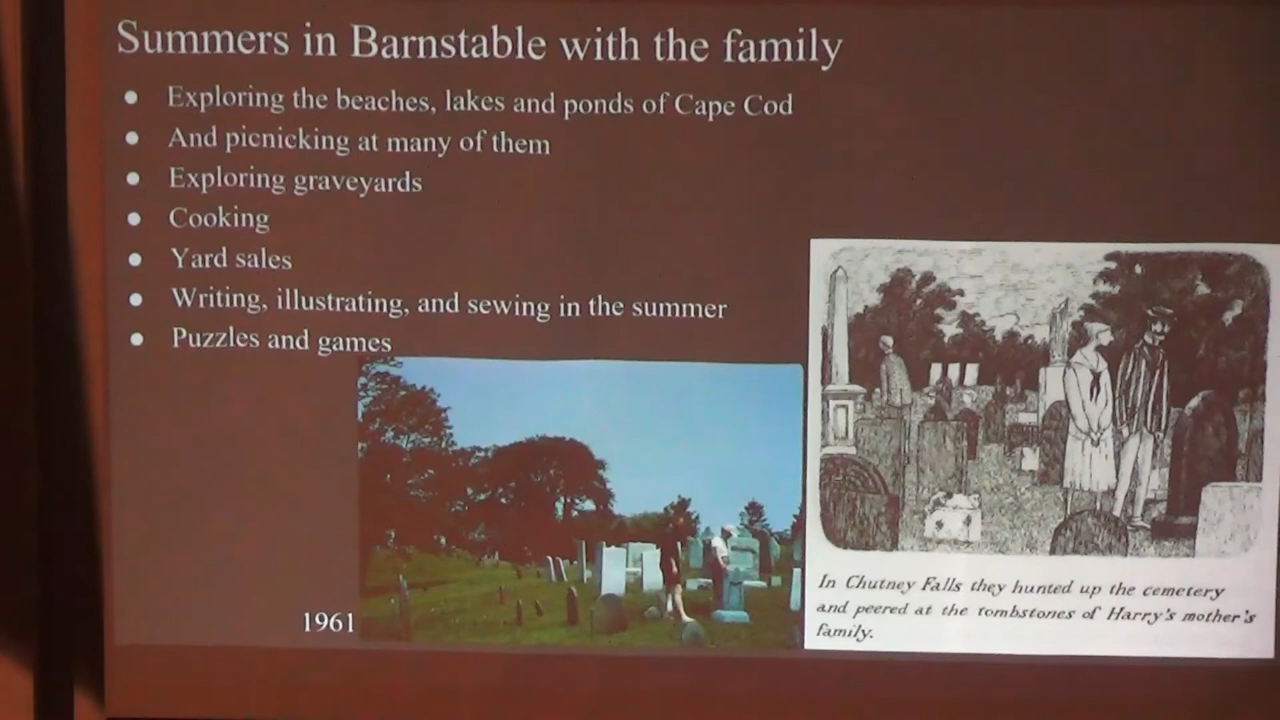 Summers in Barnstable with the family
● Exploring the beaches, lakes and ponds of Cape Cod
● And picnicking at many of them
● Exploring graveyards
● Cooking
● Yard sales
● Writing, illustrating, and sewing in the summer
● Puzzles and games
1961
In Chutney Falls they hunted up the cemetery
and peered at the tombstones of Harry's mother's
family.